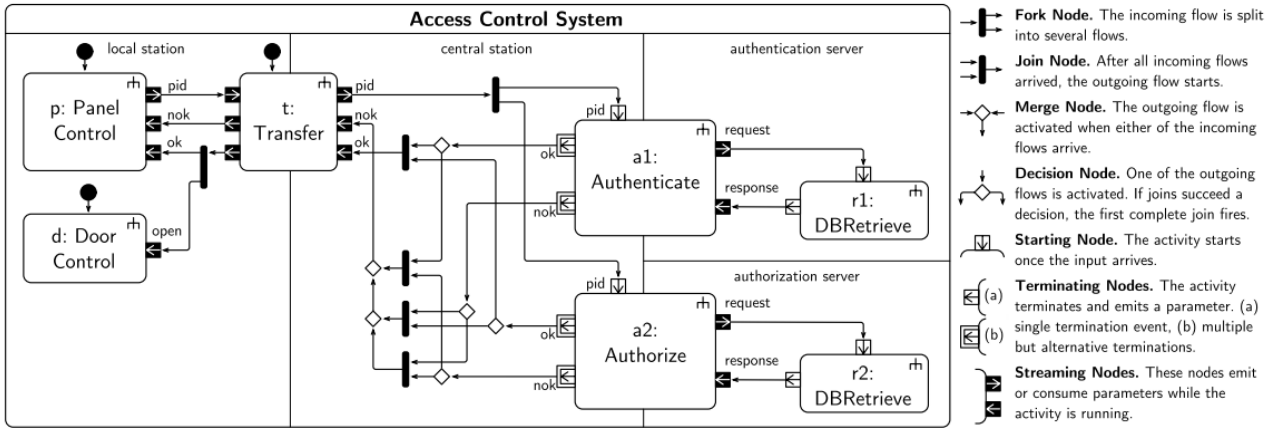 Access Control System
local station
central station
authentication server
p: Panel
Control
pid
nok
ok
t:
Transfer
pid
nok
ok
d: Door
Control
open
pid
a1:
Authenticate
ok
nok
request
response
r1:
DBRetrieve
authorization server
pid
a2:
Authorize
ok
nok
request
response
r2:
DBRetrieve
Fork Node. The incoming flow is split
into several flows.
Join Node. After all incoming flows
arrived, the outgoing flow starts.
Merge Node. The outgoing flow is
activated when either of the incoming
flows arrive.
Decision Node. One of the outgoing
flows is activated. If joins succeed a
decision, the first complete join fires.
Starting Node. The activity starts
once the input arrives.
(a)
(b)
Terminating Nodes. The activity
terminates and emits a parameter. (a)
single termination event, (b) multiple
but alternative terminations.
Streaming Nodes. These nodes emit
or consume parameters while the
activity is running.